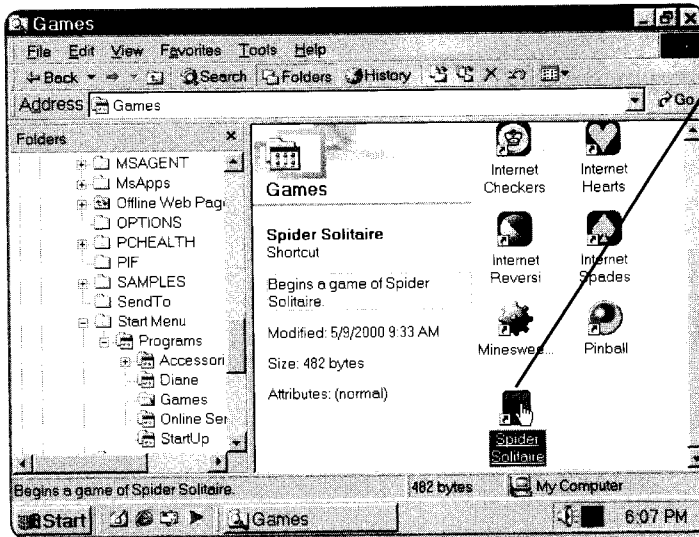 Games
File Edit View Favorites Tools Help
Back Search Folders History
Address Games Go
Folders
MSAGENT
MsApps
Offline Web Pag
OPTIONS
PCHEALTH
PIF
SAMPLES
SendTo
Start Menu
Programs
Accessori
Diane
Games
Online Ser
StartUp
Games
Spider Solitaire
Shortcut
Begins a game of Spider
Solitaire.
Modified: 5/9/2000 9:33 AM
Size: 482 bytes
Attributes: (normal)
Internet
Checkers
Internet
Hearts
Internet
Reversi
Internet
Spades
Mineswee...
Pinball
Spider
Solitaire
Begins a game of Spider Solitaire. 482 bytes My Computer
Start Games 6:07 PM